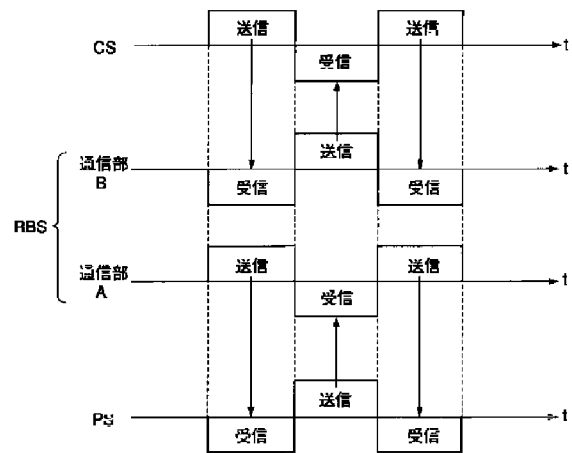 送信 送信
CS t
受信
送信
通信部
B t
受信 受信
RBS
送信 送信
通信部
A t
受信
送信
PS t
受信 受信